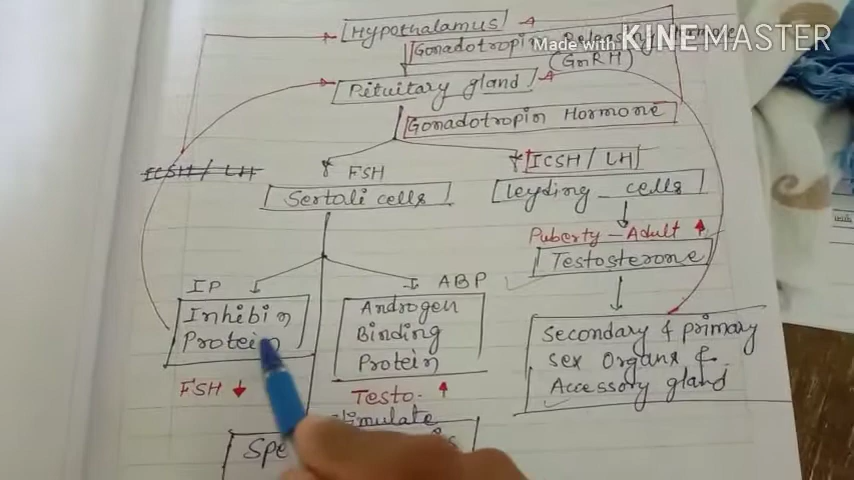 Hypothalamus
Gonadotropin Releasing
Made with KINEMASTER
(GnRH)
Pituitary gland
Gonadotropin Hormone
ICSH / LH
FSH
ICSH / LH
Sertoli cells
Leyding cells
Puberty - Adult
Testosterone
IP
ABP
Inhibin
Protein
Androgen
Binding
Protein
Secondary & primary
sex organs &
Accessory gland
FSH
Testo.
stimulate
Spe